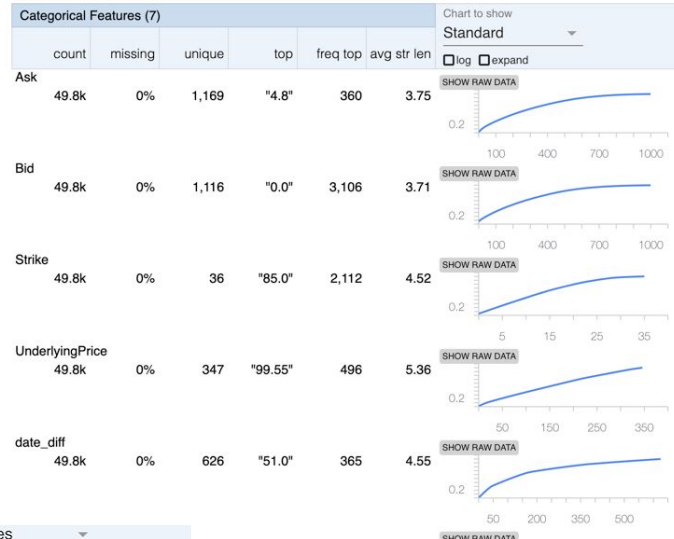 Categorical Features (7)
Chart to show
Standard
count missing unique top freq top avg str len
log expand
Ask
49.8k 0% 1,169 "4.8" 360 3.75
SHOW RAW DATA
0.2
100 400 700 1000
Bid
49.8k 0% 1,116 "0.0" 3,106 3.71
SHOW RAW DATA
0.2
100 400 700 1000
Strike
49.8k 0% 36 "85.0" 2,112 4.52
SHOW RAW DATA
0.2
5 15 25 35
UnderlyingPrice
49.8k 0% 347 "99.55" 496 5.36
SHOW RAW DATA
0.2
50 150 250 350
date_diff
49.8k 0% 626 "51.0" 365 4.55
SHOW RAW DATA
0.2
50 200 350 500
es
SHOW RAW DATA